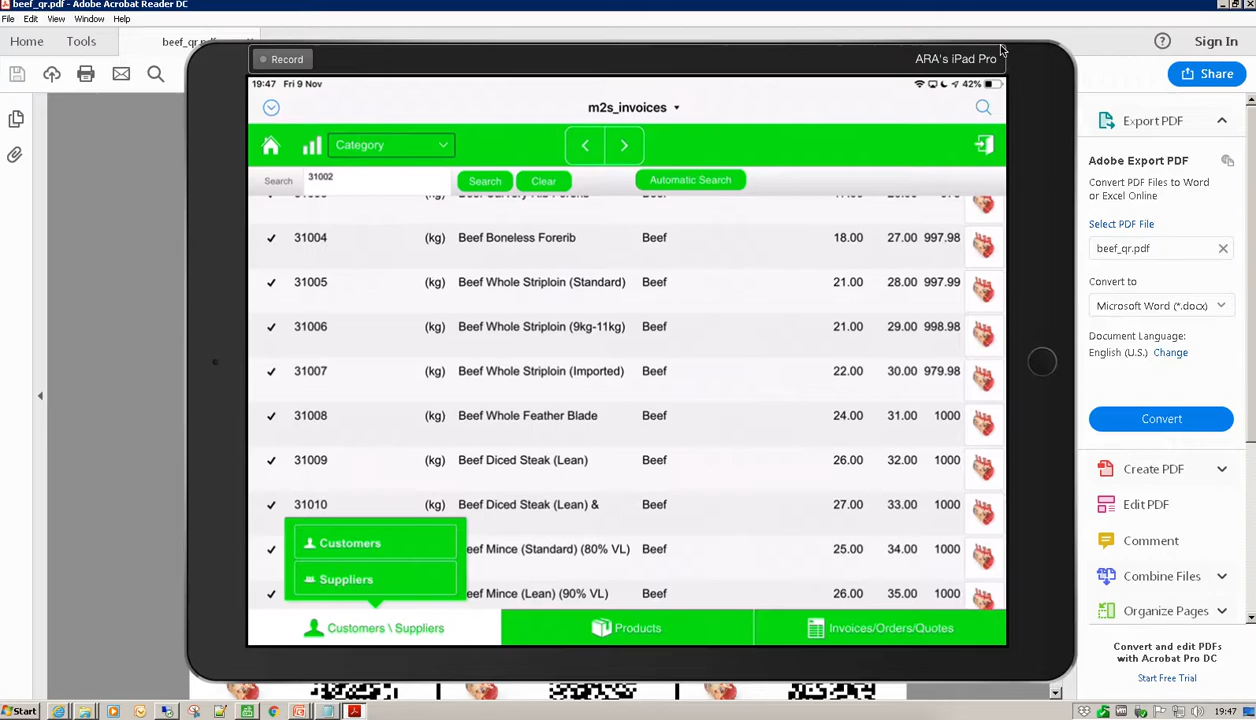 beef_qr.pdf - Adobe Acrobat Reader DC
File Edit View Window Help
Home Tools beef_qr.pdf Sign In
Share
Record ARA's iPad Pro
19:47 Fri 9 Nov 42%
m2s_invoices
Category
Search 31002 Search Clear Automatic Search
31004 (kg) Beef Boneless Forerib Beef 18.00 27.00 997.98
31005 (kg) Beef Whole Striploin (Standard) Beef 21.00 28.00 997.99
31006 (kg) Beef Whole Striploin (9kg-11kg) Beef 21.00 29.00 998.98
31007 (kg) Beef Whole Striploin (Imported) Beef 22.00 30.00 979.98
31008 (kg) Beef Whole Feather Blade Beef 24.00 31.00 1000
31009 (kg) Beef Diced Steak (Lean) Beef 26.00 32.00 1000
31010 (kg) Beef Diced Steak (Lean) & Beef 27.00 33.00 1000
Beef Mince (Standard) (80% VL) Beef 25.00 34.00 1000
Beef Mince (Lean) (90% VL) Beef 26.00 35.00 1000
Customers
Suppliers
Customers \ Suppliers Products Invoices/Orders/Quotes
Export PDF
Adobe Export PDF
Convert PDF Files to Word
or Excel Online
Select PDF File
beef_qr.pdf
Convert to
Microsoft Word (*.docx)
Document Language:
English (U.S.) Change
Convert
Create PDF
Edit PDF
Comment
Combine Files
Organize Pages
Convert and edit PDFs
with Acrobat Pro DC
Start Free Trial
Start 19:47